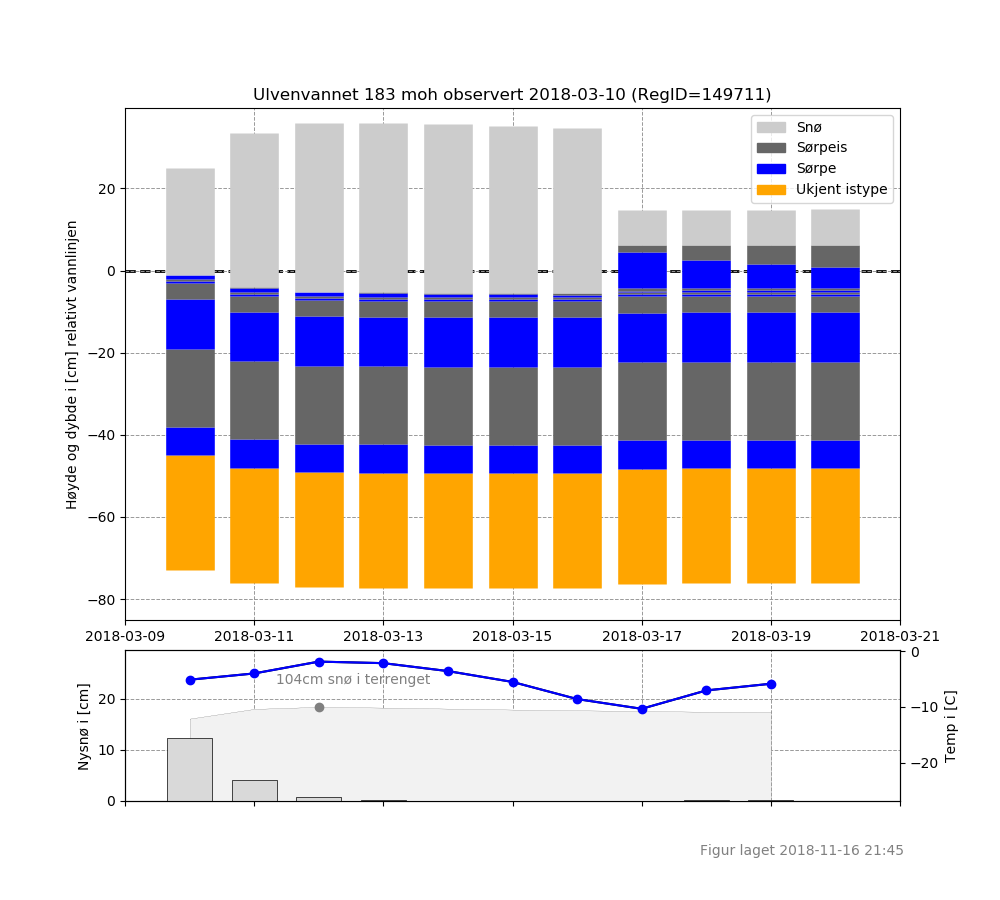 Ulvenvannet 183 moh observert 2018-03-10 (RegID=149711)
Høyde og dybde i [cm] relativt vannlinjen
20
0
−20
−40
−60
−80
Snø
Sørpeis
Sørpe
Ukjent istype
2018-03-09 2018-03-11 2018-03-13 2018-03-15 2018-03-17 2018-03-19 2018-03-21
Nysnø i [cm]
20
10
0
104cm snø i terrenget
0
−10
−20
Temp i [C]
Figur laget 2018-11-16 21:45